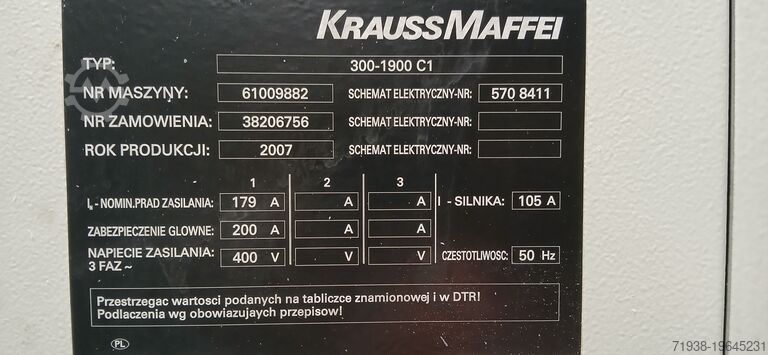 KRAUSSMAFFEI
TYP: 300-1900 C1
NR MASZYNY: 61009882 SCHEMAT ELEKTRYCZNY-NR: 570 8411
NR ZAMOWIENIA: 38206756 SCHEMAT ELEKTRYCZNY-NR:
ROK PRODUKCJI: 2007 SCHEMAT ELEKTRYCZNY-NR:
1 2 3
Iₙ - NOMIN.PRAD ZASILANIA: 179 A A A I - SILNIKA: 105 A
ZABEZPIECZENIE GLOWNE: 200 A A A
NAPIECIE ZASILANIA: 400 V V V CZESTOTLIWOSC: 50 Hz
3 FAZ ~
Przestrzegac wartosci podanych na tabliczce znamionowej i w DTR!
Podlaczenia wg obowiazujaych przepisow!
PL
71938-19645231